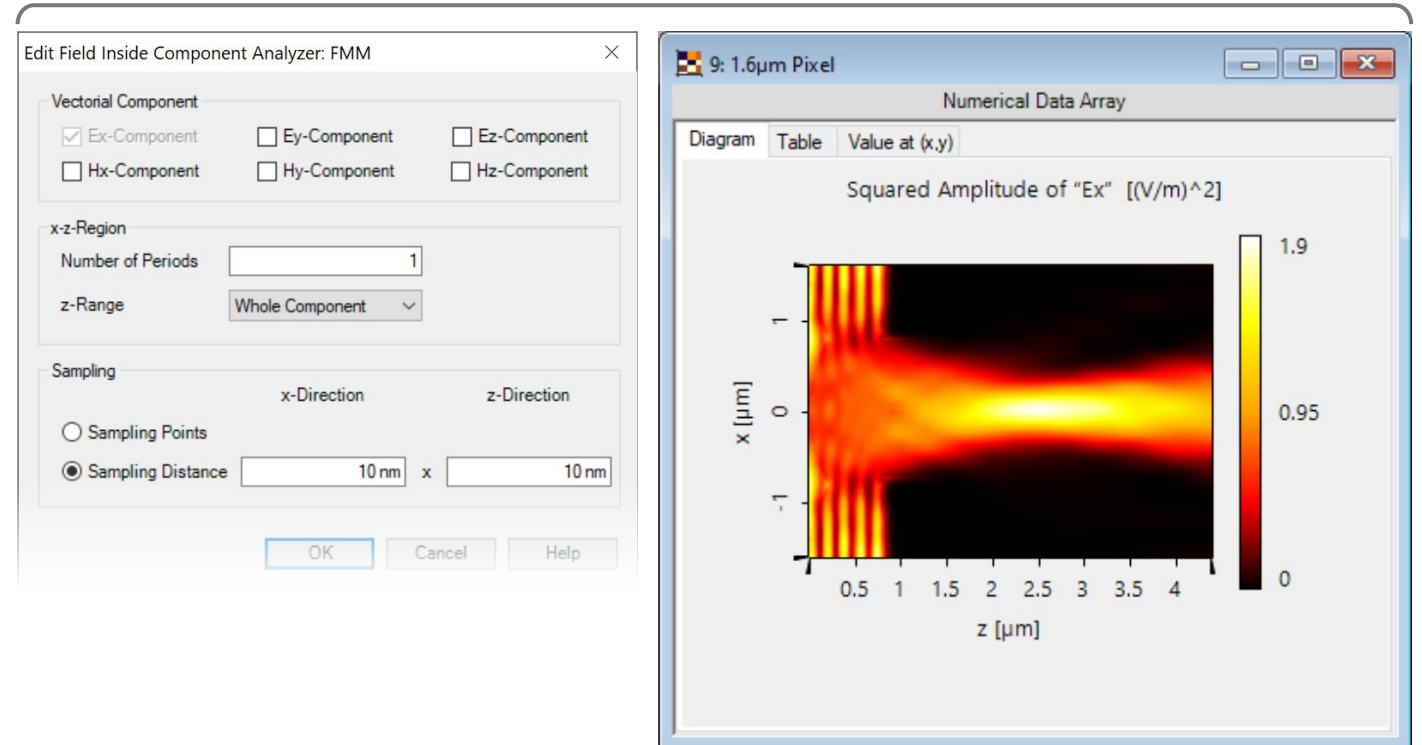 Edit Field Inside Component Analyzer: FMM
Vectorial Component
Ex-Component Ey-Component Ez-Component
Hx-Component Hy-Component Hz-Component
x-z-Region
Number of Periods 1
z-Range Whole Component
Sampling
x-Direction z-Direction
Sampling Points
Sampling Distance 10 nm x 10 nm
OK Cancel Help
9: 1.6µm Pixel
Numerical Data Array
Diagram Table Value at (x,y)
Squared Amplitude of "Ex" [(V/m)^2]
1.9
0.95
0
x [µm]
1
0
-1
0.5 1 1.5 2 2.5 3 3.5 4
z [µm]